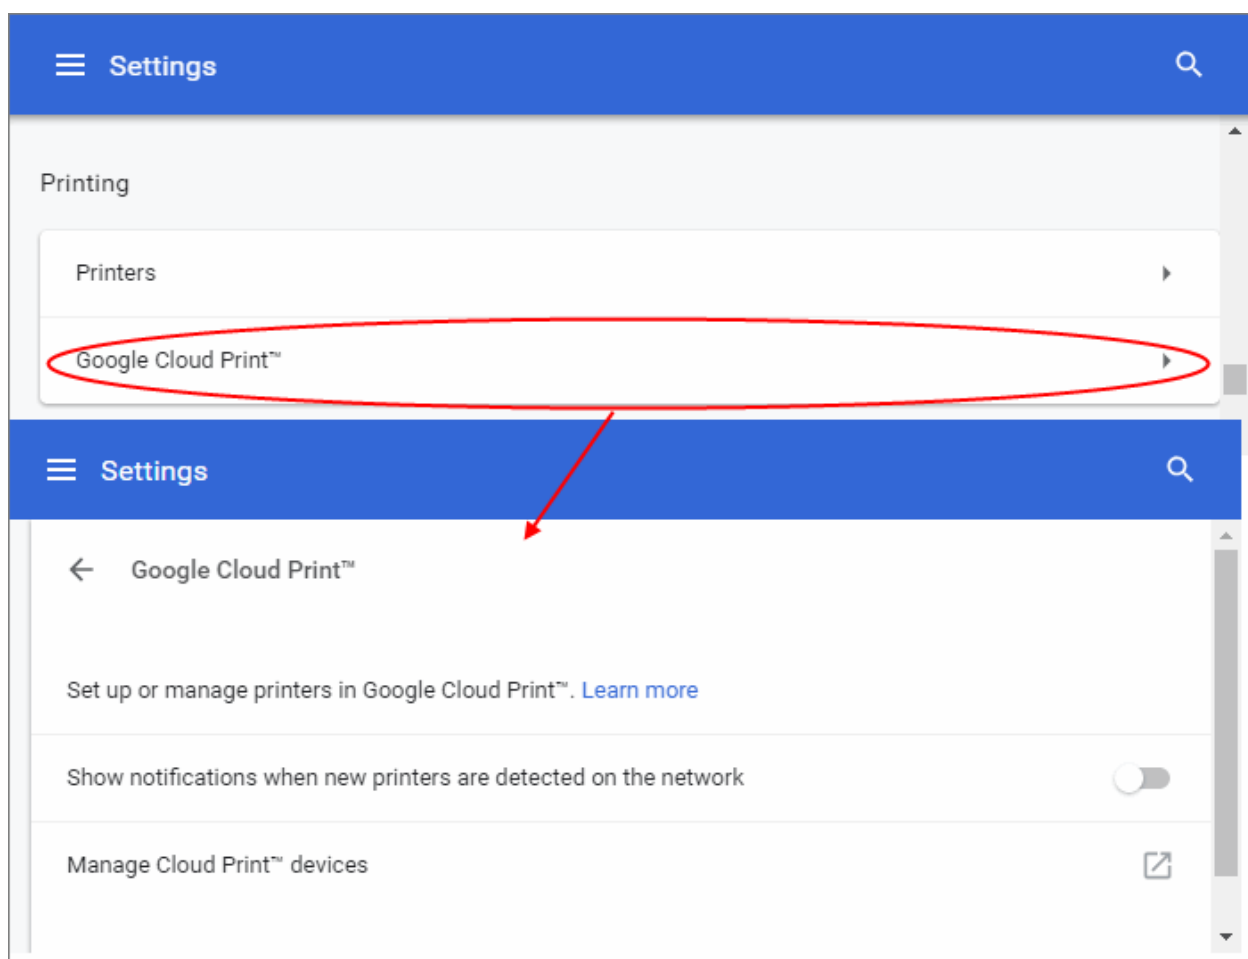 Settings
Printing
Printers
Google Cloud Print™
Settings
Google Cloud Print™
Set up or manage printers in Google Cloud Print™. Learn more
Show notifications when new printers are detected on the network
Manage Cloud Print™ devices